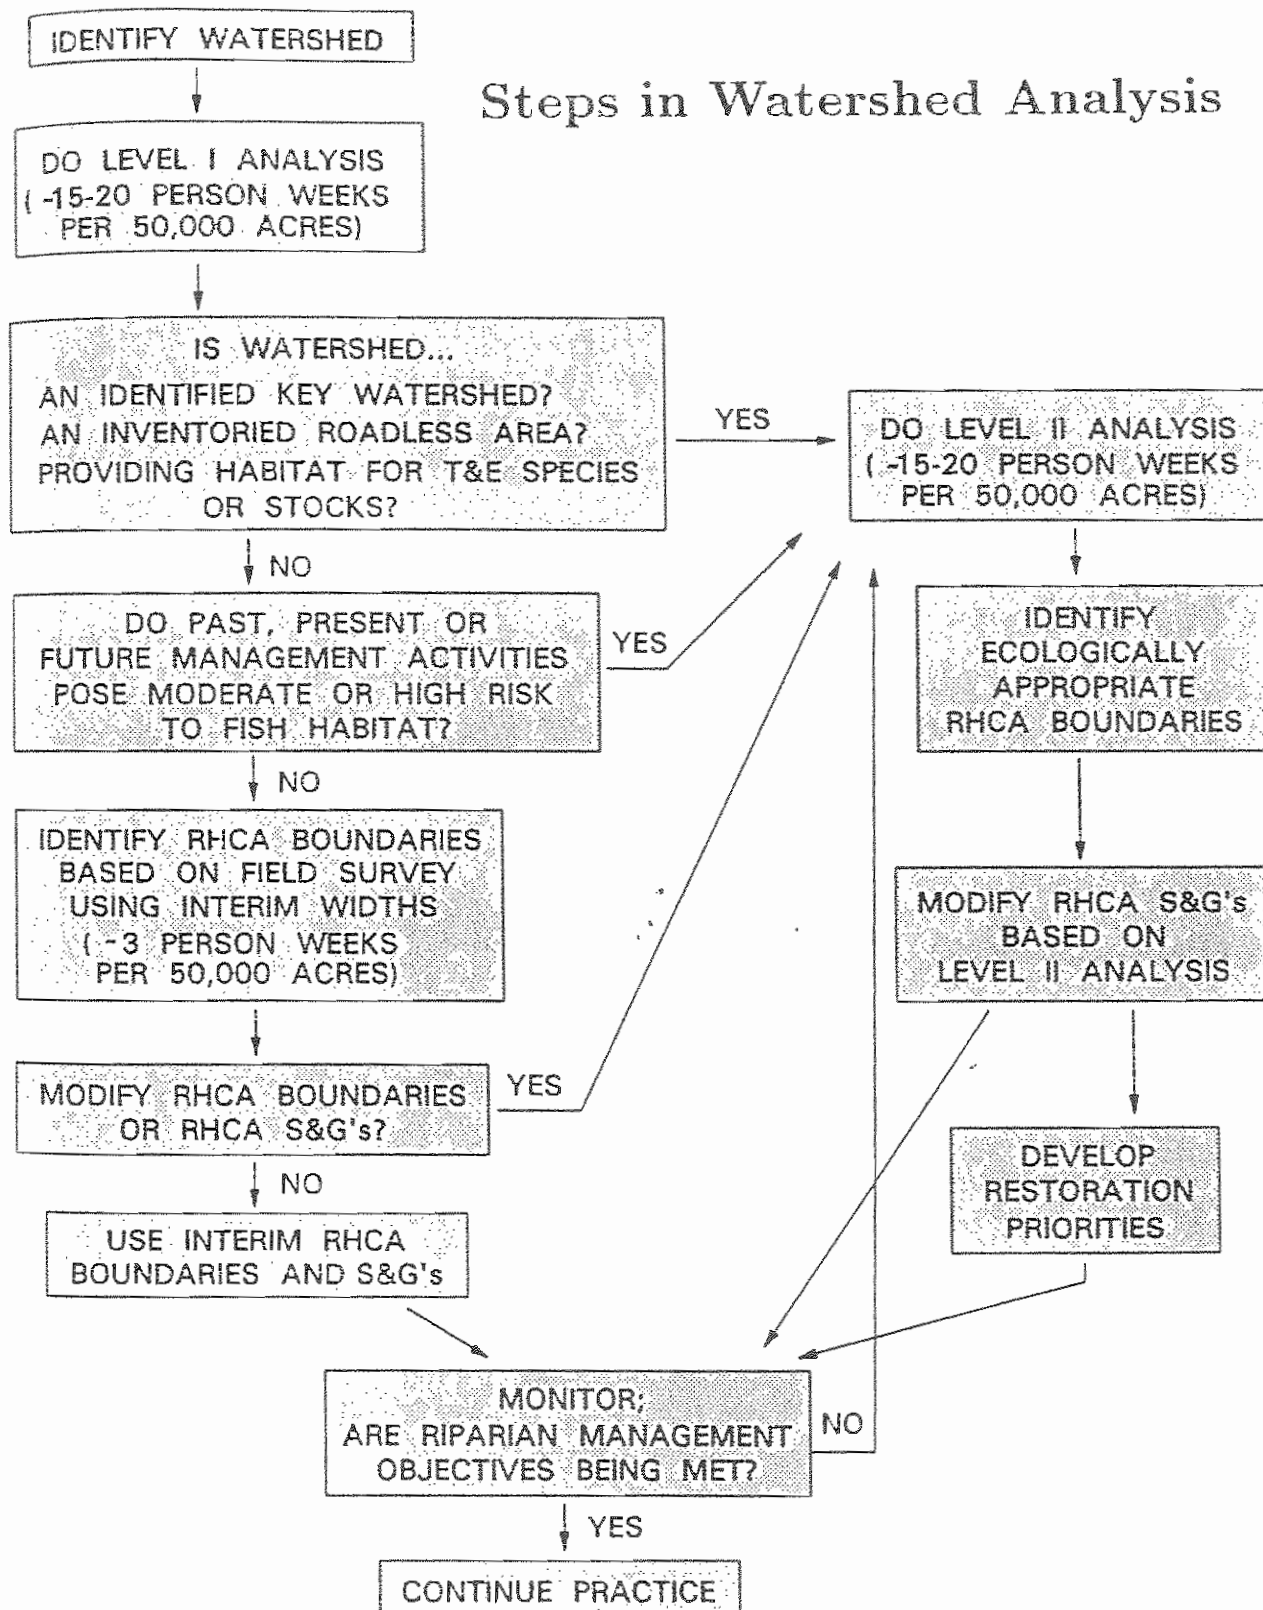 IDENTIFY WATERSHED
Steps in Watershed Analysis
DO LEVEL I ANALYSIS
( -15-20 PERSON WEEKS
PER 50,000 ACRES)
IS WATERSHED...
AN IDENTIFIED KEY WATERSHED?
AN INVENTORIED ROADLESS AREA?
PROVIDING HABITAT FOR T&E SPECIES
OR STOCKS?
YES
DO LEVEL II ANALYSIS
( -15-20 PERSON WEEKS
PER 50,000 ACRES)
NO
DO PAST, PRESENT OR
FUTURE MANAGEMENT ACTIVITIES
POSE MODERATE OR HIGH RISK
TO FISH HABITAT?
YES
IDENTIFY
ECOLOGICALLY
APPROPRIATE
RHCA BOUNDARIES
NO
IDENTIFY RHCA BOUNDARIES
BASED ON FIELD SURVEY
USING INTERIM WIDTHS
( -3 PERSON WEEKS
PER 50,000 ACRES)
MODIFY RHCA S&G's
BASED ON
LEVEL II ANALYSIS
MODIFY RHCA BOUNDARIES
OR RHCA S&G's?
YES
NO
DEVELOP
RESTORATION
PRIORITIES
USE INTERIM RHCA
BOUNDARIES AND S&G's
MONITOR;
ARE RIPARIAN MANAGEMENT
OBJECTIVES BEING MET?
NO
YES
CONTINUE PRACTICE